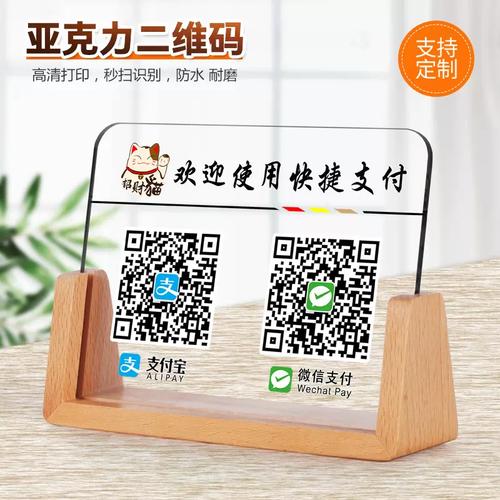 亚克力二维码
高清打印，秒扫识别，防水 耐磨
支持
定制
招财猫
欢迎使用快捷支付
支付宝
ALIPAY
微信支付
Wechat Pay